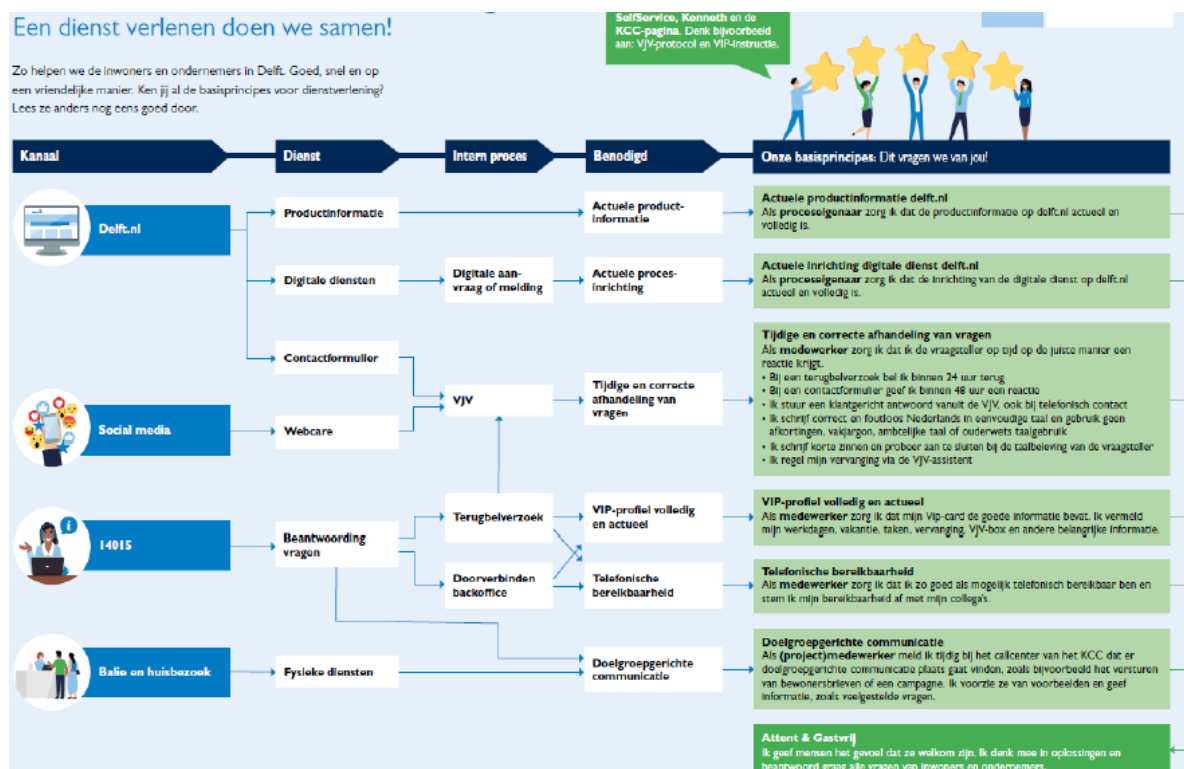 Een dienst verlenen doen we samen!
Zo helpen we de inwoners en ondernemers in Delft. Goed, snel en op
een vriendelijke manier. Ken jij al de basisprincipes voor dienstverlening?
Lees ze anders nog eens goed door.
SelfService, Kenneth en de
KCC-pagina. Denk bijvoorbeeld
aan: VJV-protocol en VIP-instructie.
Kanaal
Dienst
Intern proces
Benodigd
Onze basisprincipes: Dit vragen we van jou!
Delft.nl
Productinformatie
Actuele product-
informatie
Actuele productinformatie delft.nl
Als proceseigenaar zorg ik dat de productinformatie op delft.nl actueel en
volledig is.
Digitale diensten
Digitale aan-
vraag of melding
Actuele proces-
inrichting
Actuele inrichting digitale dienst delft.nl
Als proceseigenaar zorg ik dat de inrichting van de digitale dienst op delft.nl
actueel en volledig is.
Contactformulier
Social media
Webcare
VJV
Tijdige en correcte
afhandeling van
vragen
Tijdige en correcte afhandeling van vragen
Als medewerker zorg ik dat ik de vraagsteller op tijd op de juiste manier een
reactie krijgt.
• Bij een terugbelverzoek bel ik binnen 24 uur terug
• Bij een contactformulier geef ik binnen 48 uur een reactie
• Ik stuur een klantgericht antwoord vanuit de VJV, ook bij telefonisch contact
• Ik schrijf correct en foutloos Nederlands in eenvoudige taal en gebruik geen
afkortingen, vakjargon, ambtelijke taal of ouderwets taalgebruik
• Ik schrijf korte zinnen en probeer aan te sluiten bij de taalbeleving van de vraagsteller
• Ik regel mijn vervanging via de VJV-assistent
14015
Beantwoording
vragen
Terugbelverzoek
VIP-profiel volledig
en actueel
VIP-profiel volledig en actueel
Als medewerker zorg ik dat mijn Vip-card de goede informatie bevat. Ik vermeld
mijn werkdagen, vakantie, taken, vervanging, VJV-box en andere belangrijke informatie.
Doorverbinden
backoffice
Telefonische
bereikbaarheid
Telefonische bereikbaarheid
Als medewerker zorg ik dat ik zo goed als mogelijk telefonisch bereikbaar ben en
stem ik mijn bereikbaarheid af met mijn collega's.
Balie en huisbezoek
Fysieke diensten
Doelgroepgerichte
communicatie
Doelgroepgerichte communicatie
Als (project)medewerker meld ik tijdig bij het callcenter van het KCC dat er
doelgroepgerichte communicatie plaats gaat vinden, zoals bijvoorbeeld het versturen
van bewonersbrieven of een campagne. Ik voorzie ze van voorbeelden en geef
informatie, zoals veelgestelde vragen.
Attent & Gastvrij
Ik geef mensen het gevoel dat ze welkom zijn. Ik denk mee in oplossingen en
beantwoord graag alle vragen van inwoners en ondernemers.